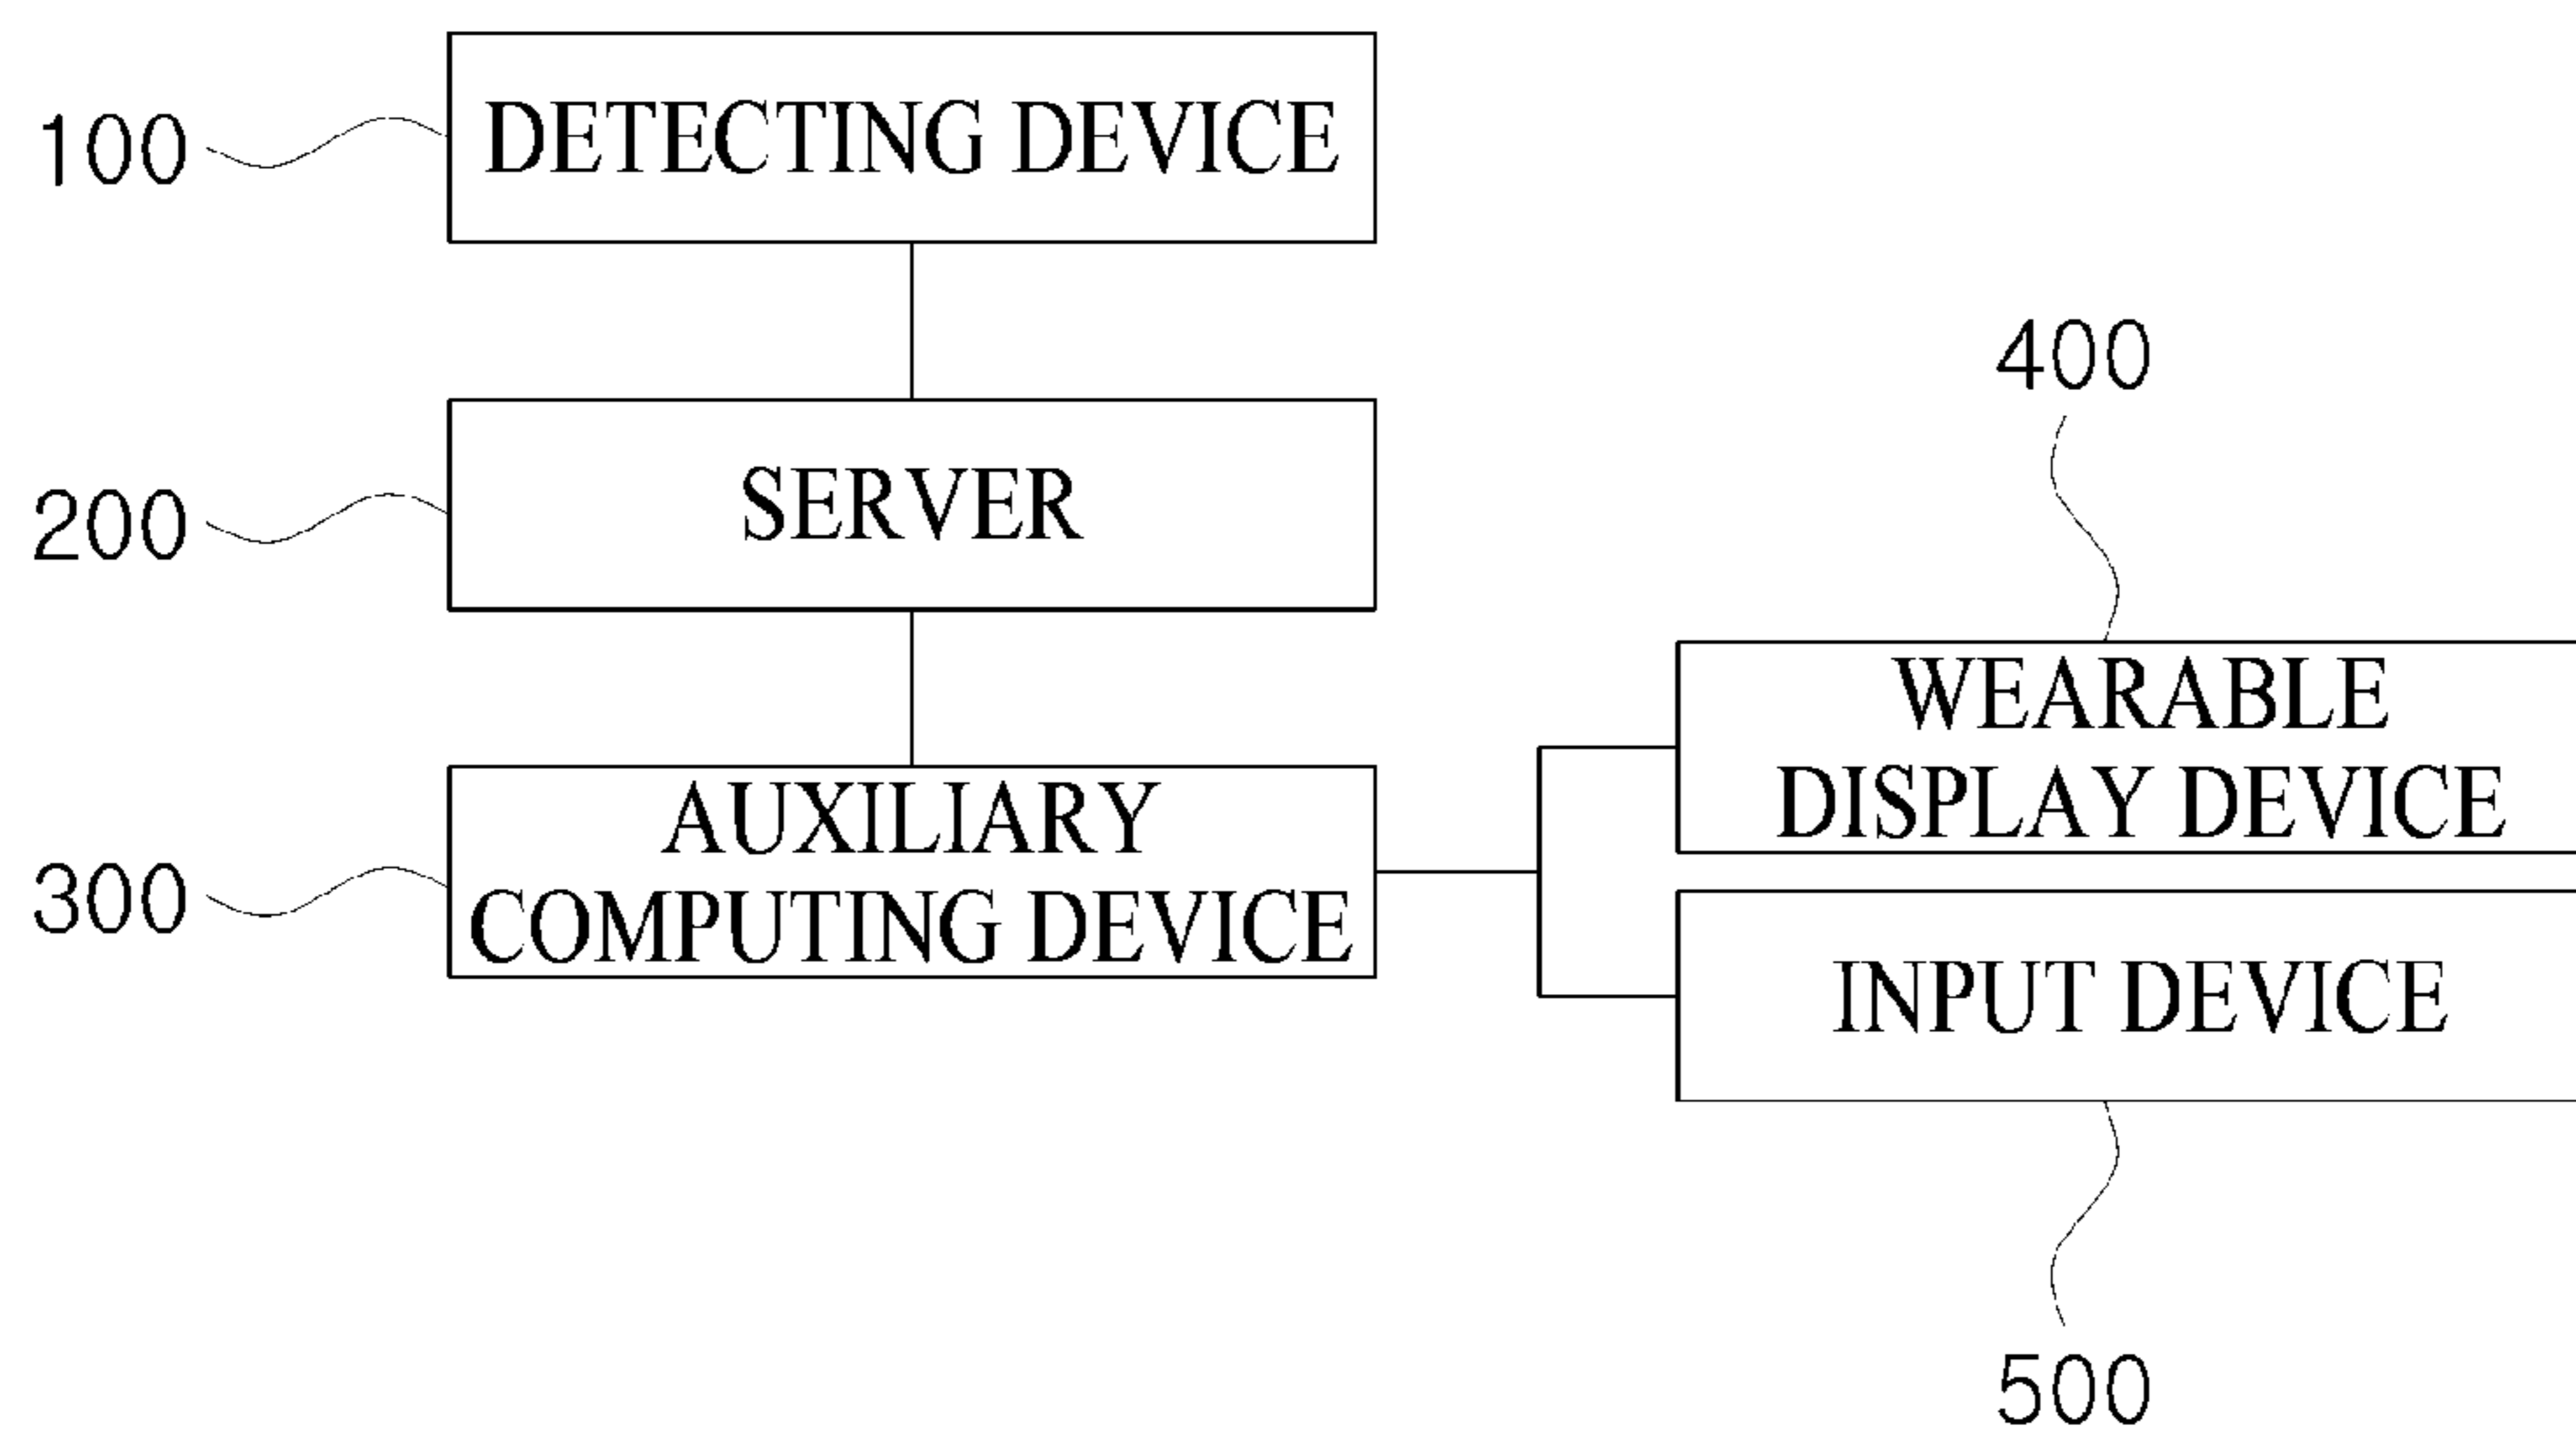 100
DETECTING DEVICE
200
SERVER
300
AUXILIARY
COMPUTING DEVICE
400
WEARABLE
DISPLAY DEVICE
INPUT DEVICE
500